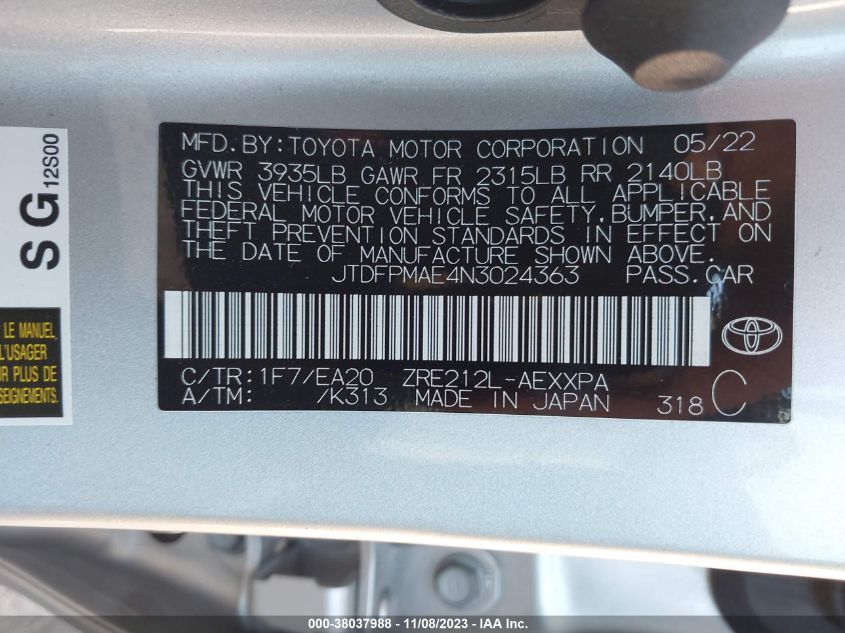 MFD. BY: TOYOTA MOTOR CORPORATION 05/22
GVWR 3935LB GAWR FR 2315LB RR 2140LB
THIS VEHICLE CONFORMS TO ALL APPLICABLE
FEDERAL MOTOR VEHICLE SAFETY, BUMPER, AND
THEFT PREVENTION STANDARDS IN EFFECT ON
THE DATE OF MANUFACTURE SHOWN ABOVE.
JTDFPMAE4N3024363 PASS. CAR
C/TR: 1F7/EA20 ZRE212L-AEXXPA
A/TM: /K313 MADE IN JAPAN 318 C
SG
12S00
LE MANUEL
L'USAGER
R PLUS DE
SEIGNEMENTS.
000-38037988 - 11/08/2023 - IAA Inc.